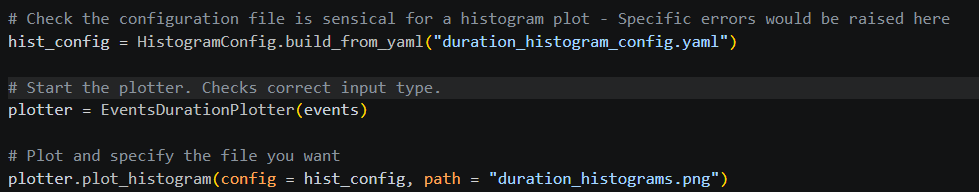 # Check the configuration file is sensical for a histogram plot - Specific errors would be raised here
hist_config = HistogramConfig.build_from_yaml("duration_histogram_config.yaml")
# Start the plotter. Checks correct input type.
plotter = EventsDurationPlotter(events)
# Plot and specify the file you want
plotter.plot_histogram(config = hist_config, path = "duration_histograms.png")